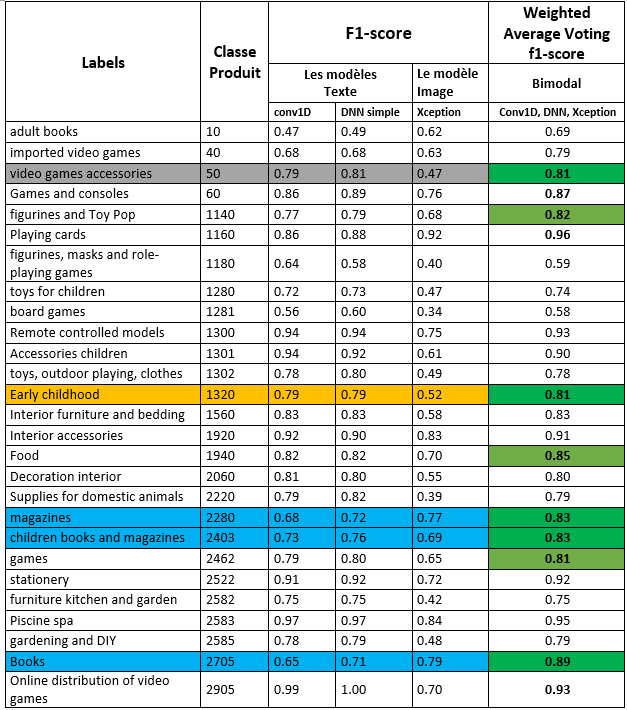 Labels Classe Produit F1-score Weighted Average Voting f1-score
Les modèles Texte Le modèle Image Bimodal
conv1D DNN simple Xception Conv1D, DNN, Xception
adult books 10 0.47 0.49 0.62 0.69
imported video games 40 0.68 0.68 0.63 0.79
video games accessories 50 0.79 0.81 0.47 0.81
Games and consoles 60 0.86 0.89 0.76 0.87
figurines and Toy Pop 1140 0.77 0.79 0.68 0.82
Playing cards 1160 0.86 0.88 0.92 0.96
figurines, masks and role-playing games 1180 0.64 0.58 0.40 0.59
toys for children 1280 0.72 0.73 0.47 0.74
board games 1281 0.56 0.60 0.34 0.58
Remote controlled models 1300 0.94 0.94 0.75 0.93
Accessories children 1301 0.94 0.92 0.61 0.90
toys, outdoor playing, clothes 1302 0.78 0.80 0.49 0.78
Early childhood 1320 0.79 0.79 0.52 0.81
Interior furniture and bedding 1560 0.83 0.83 0.58 0.83
Interior accessories 1920 0.92 0.90 0.83 0.91
Food 1940 0.82 0.82 0.70 0.85
Decoration interior 2060 0.81 0.80 0.55 0.80
Supplies for domestic animals 2220 0.79 0.82 0.39 0.79
magazines 2280 0.68 0.72 0.77 0.83
children books and magazines 2403 0.73 0.76 0.69 0.83
games 2462 0.79 0.80 0.65 0.81
stationery 2522 0.91 0.92 0.72 0.92
furniture kitchen and garden 2582 0.75 0.75 0.42 0.75
Piscine spa 2583 0.97 0.97 0.84 0.95
gardening and DIY 2585 0.78 0.79 0.48 0.79
Books 2705 0.65 0.71 0.79 0.89
Online distribution of video games 2905 0.99 1.00 0.70 0.93